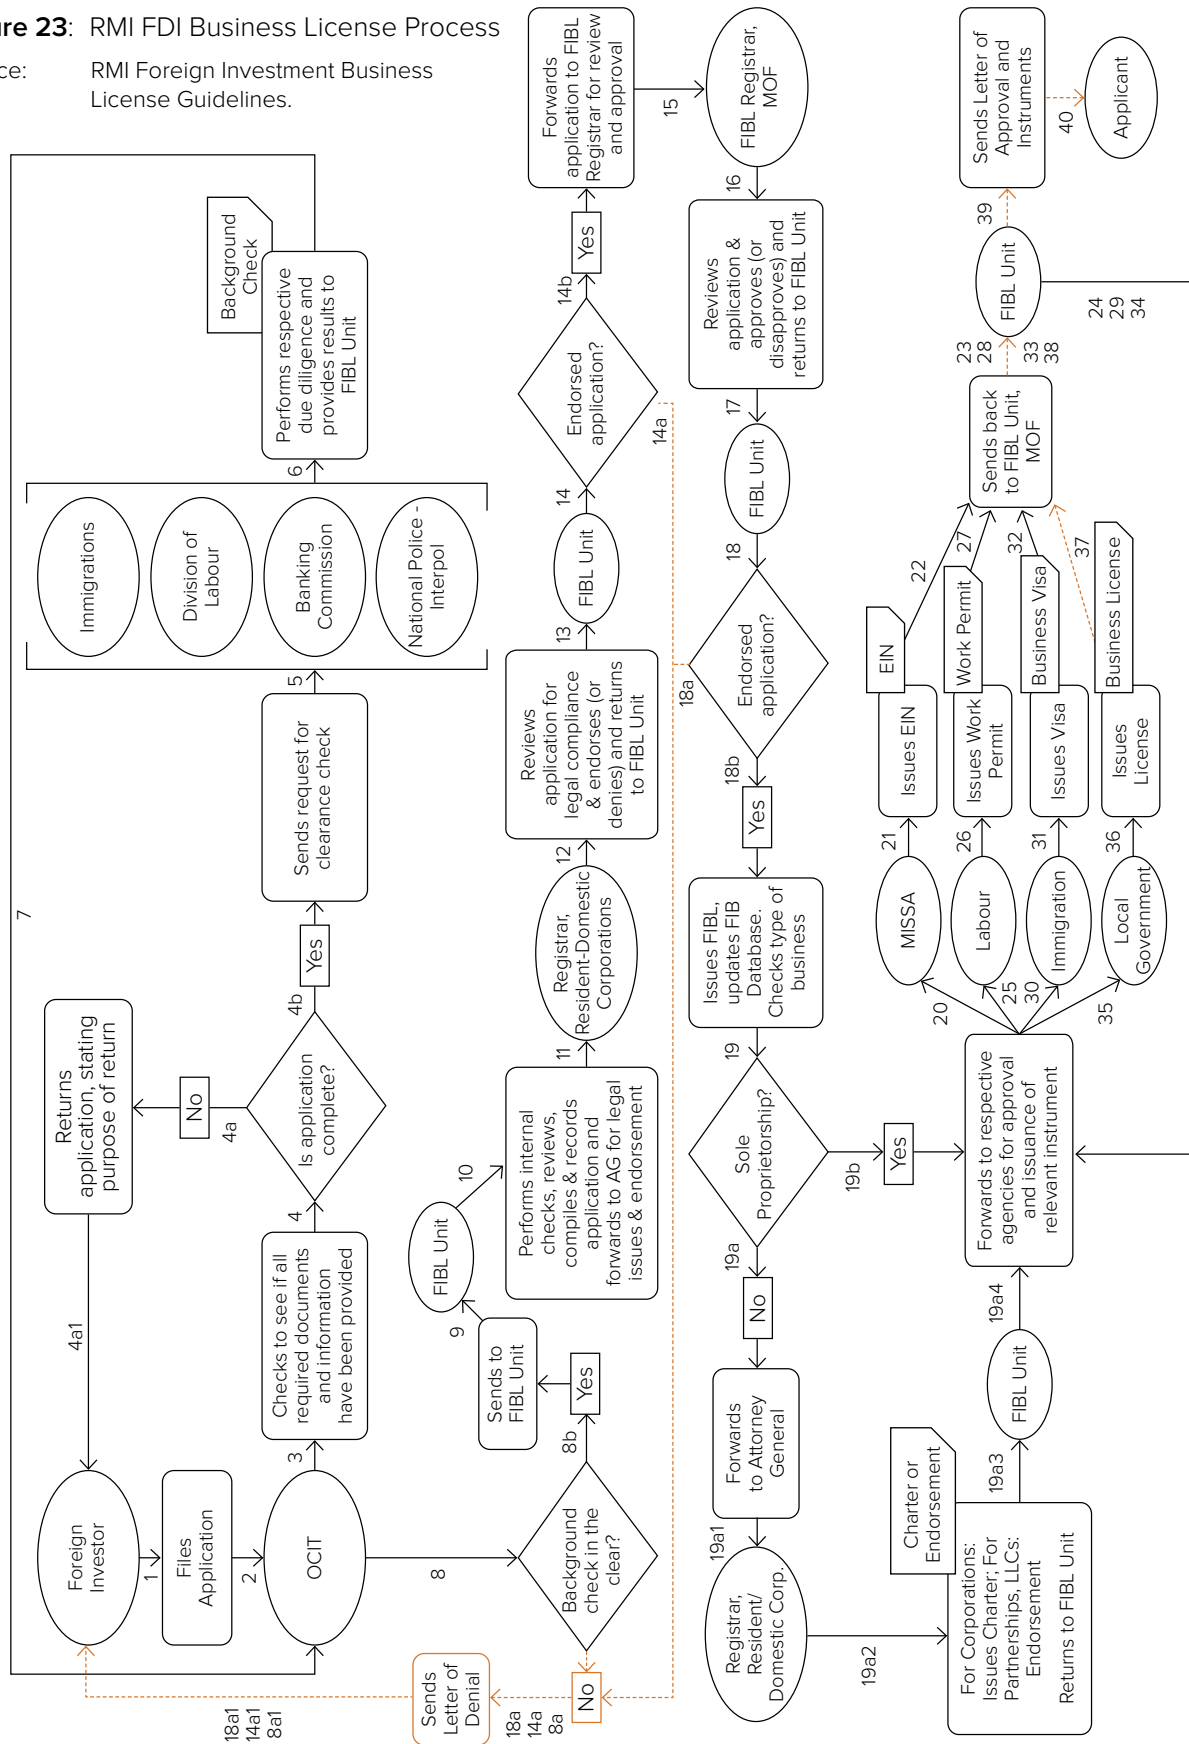 ure 23: RMI FDI Business License Process
ce:
RMI Foreign Investment Business
License Guidelines.
Foreign
Investor
1
Files
Application
2
OCIT
3
Checks to see if all
required documents
and information
have been provided
4
Is application
complete?
4a
No
Returns
application, stating
purpose of return
4a1
4b
Yes
Sends request for
clearance check
5
Immigrations
Division of
Labour
Banking
Commission
National Police -
Interpol
6
Performs respective
due diligence and
provides results to
FIBL Unit
Background
Check
7
8
Background
check in the
clear?
No
8a
14a
18a
Sends
Letter of
Denial
8a1
14a1
18a1
8b
Yes
Sends to
FIBL Unit
9
FIBL Unit
10
Performs internal
checks, reviews,
compiles & records
application and
forwards to AG for legal
issues & endorsement
11
Registrar,
Resident-Domestic
Corporations
12
Reviews
application for
legal compliance
& endorses (or
denies) and returns
to FIBL Unit
13
FIBL Unit
14
Endorsed
application?
14a
14b
Yes
Forwards
application to FIBL
Registrar for review
and approval
15
FIBL Registrar,
MOF
16
Reviews
application &
approves (or
disapproves) and
returns to FIBL Unit
17
FIBL Unit
18
Endorsed
application?
18a
18b
Yes
Issues FIBL,
updates FIB
Database.
Checks type of
business
19
Sole
Proprietorship?
19a
No
Forwards
to Attorney
General
19a1
Registrar,
Resident/
Domestic Corp.
19a2
For Corporations:
Issues Charter; For
Partnerships, LLCs:
Endorsement
Returns to FIBL Unit
Charter or
Endorsement
19a3
FIBL Unit
19a4
19b
Yes
Forwards to respective
agencies for approval
and issuance of
relevant instrument
20
25
30
35
MISSA
21
Issues EIN
EIN
22
Labour
26
Issues Work
Permit
Work Permit
27
Immigration
31
Issues Visa
Business Visa
32
Local
Government
36
Issues
License
Business License
37
Sends back
to FIBL Unit,
MOF
23
28
33
38
FIBL Unit
24
29
34
39
Sends Letter of
Approval and
Instruments
40
Applicant